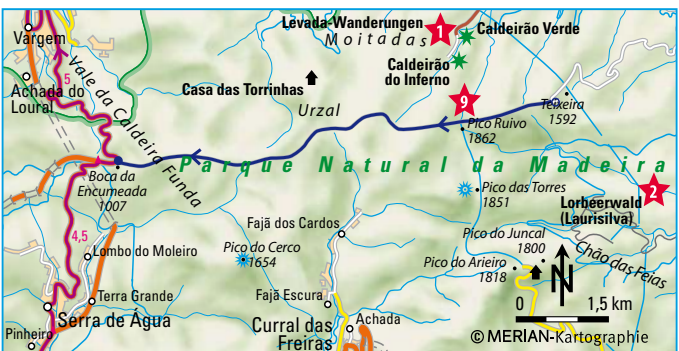 Levada-Wanderungen
1
Caldeirão Verde
Moitadas
Vargem
Vale da Caldeira Funda
5
Caldeirão
do Inferno
Achada do
Loural
Casa das Torrinhas
9
Urzal
Teixeira
1592
Pico Ruivo
1862
Parque Natural da Madeira
Boca da
Encumeada
1007
Pico das Torres
1851
2
Lorbeerwald
(Laurisilva)
4,5
Fajã dos Cardos
Pico do Juncal
1800
Chão das Feias
Lombo do Moleiro
Pico do Cerco
1654
Pico do Arieiro
1818
N
Terra Grande
Fajã Escura
0 1,5 km
Serra de Água
Curral das
Freiras
Achada
Pinheiro
© MERIAN-Kartographie